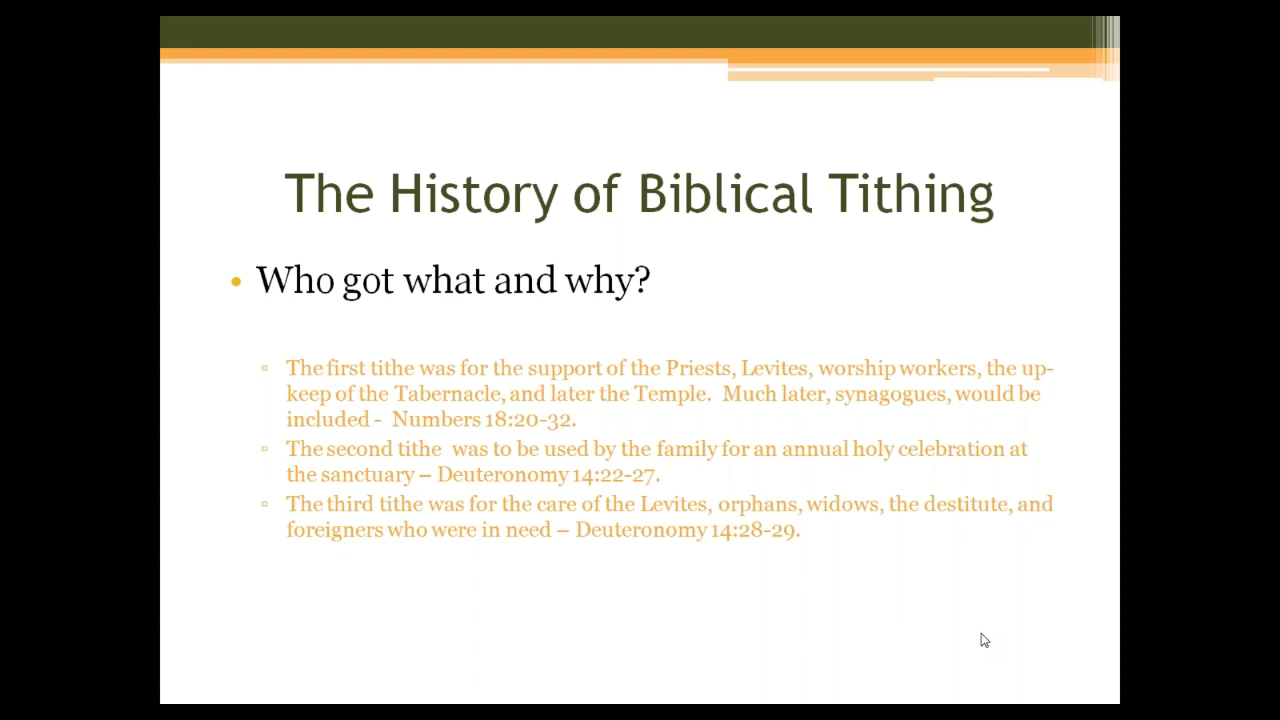 The History of Biblical Tithing
• Who got what and why?
▫ The first tithe was for the support of the Priests, Levites, worship workers, the up-
keep of the Tabernacle, and later the Temple.  Much later, synagogues, would be
included -  Numbers 18:20-32.
▫ The second tithe  was to be used by the family for an annual holy celebration at
the sanctuary – Deuteronomy 14:22-27.
▫ The third tithe was for the care of the Levites, orphans, widows, the destitute, and
foreigners who were in need – Deuteronomy 14:28-29.